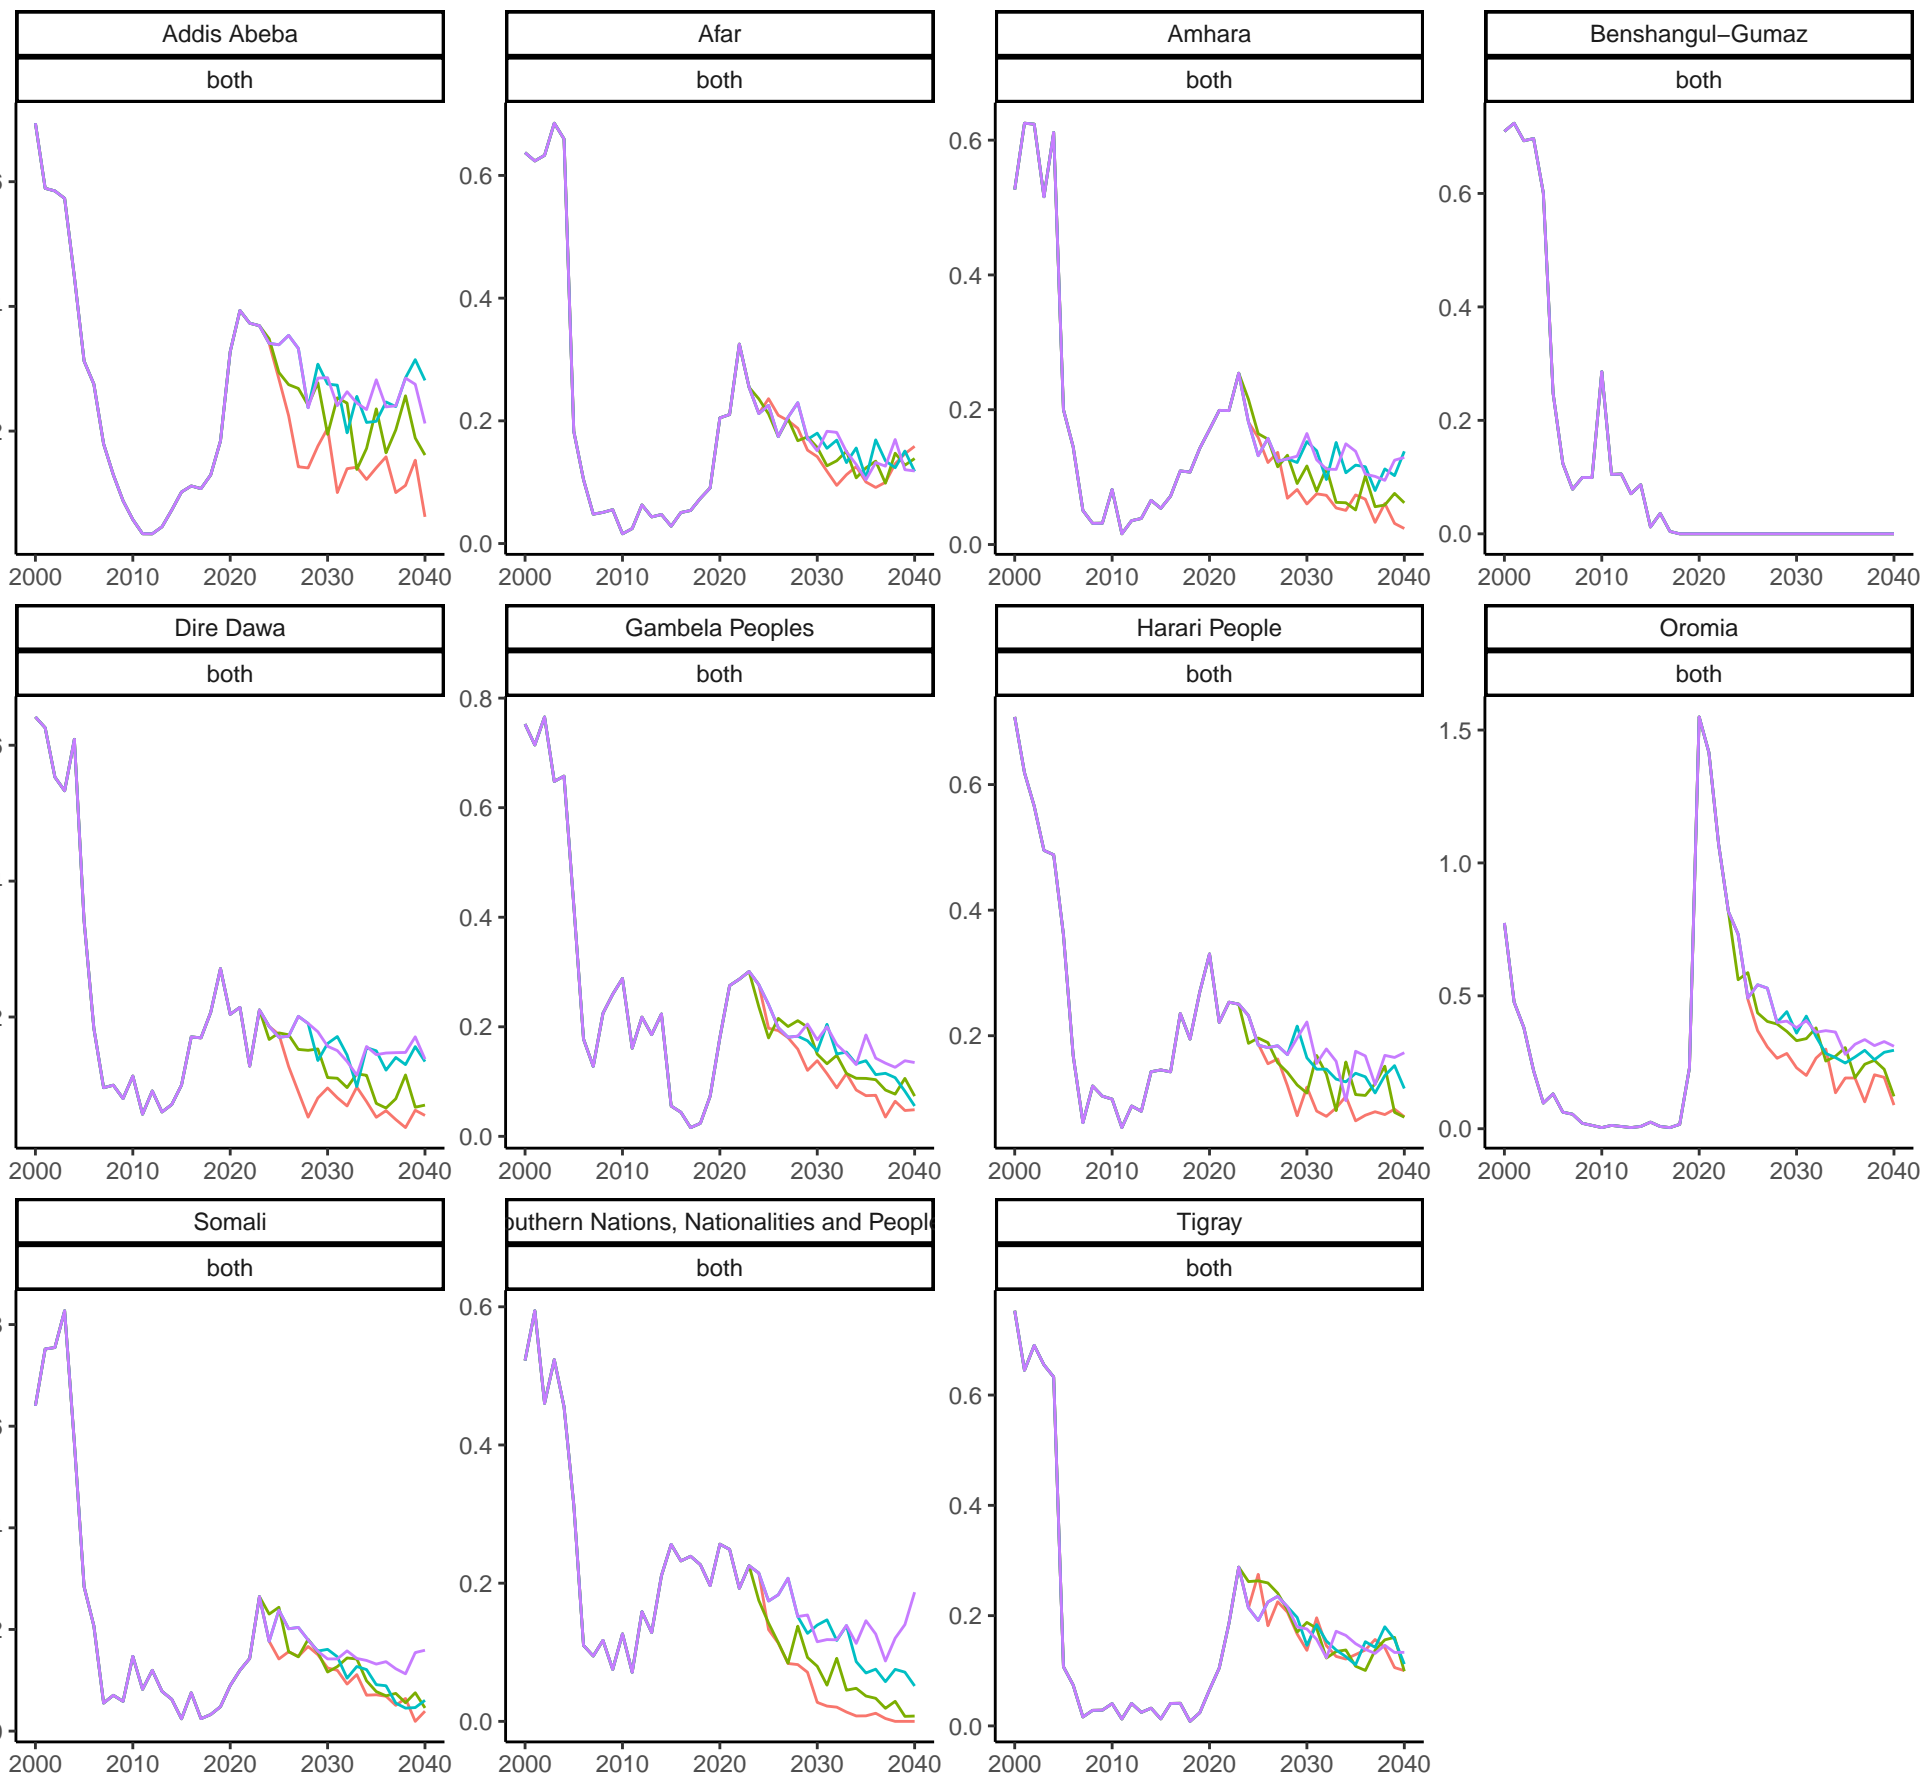 Addis Abeba Afar Amhara Benshangul−Gumaz
both both both both
0.6 0.6 0.6
0.4 0.4 0.4
0.2 0.2 0.2
0.0 0.0 0.0
2000 2010 2020 2030 2040 2000 2010 2020 2030 2040 2000 2010 2020 2030 2040 2000 2010 2020 2030 2040
Dire Dawa Gambela Peoples Harari People Oromia
both both both both
0.8
0.6 0.6 1.5
0.4 0.4 1.0
0.2 0.2 0.5
0.0 0.0
2000 2010 2020 2030 2040 2000 2010 2020 2030 2040 2000 2010 2020 2030 2040 2000 2010 2020 2030 2040
Somali outhern Nations, Nationalities and People Tigray
both both both
0.6 0.6
0.4 0.4
0.2 0.2
0.0 0.0
2000 2010 2020 2030 2040 2000 2010 2020 2030 2040 2000 2010 2020 2030 2040